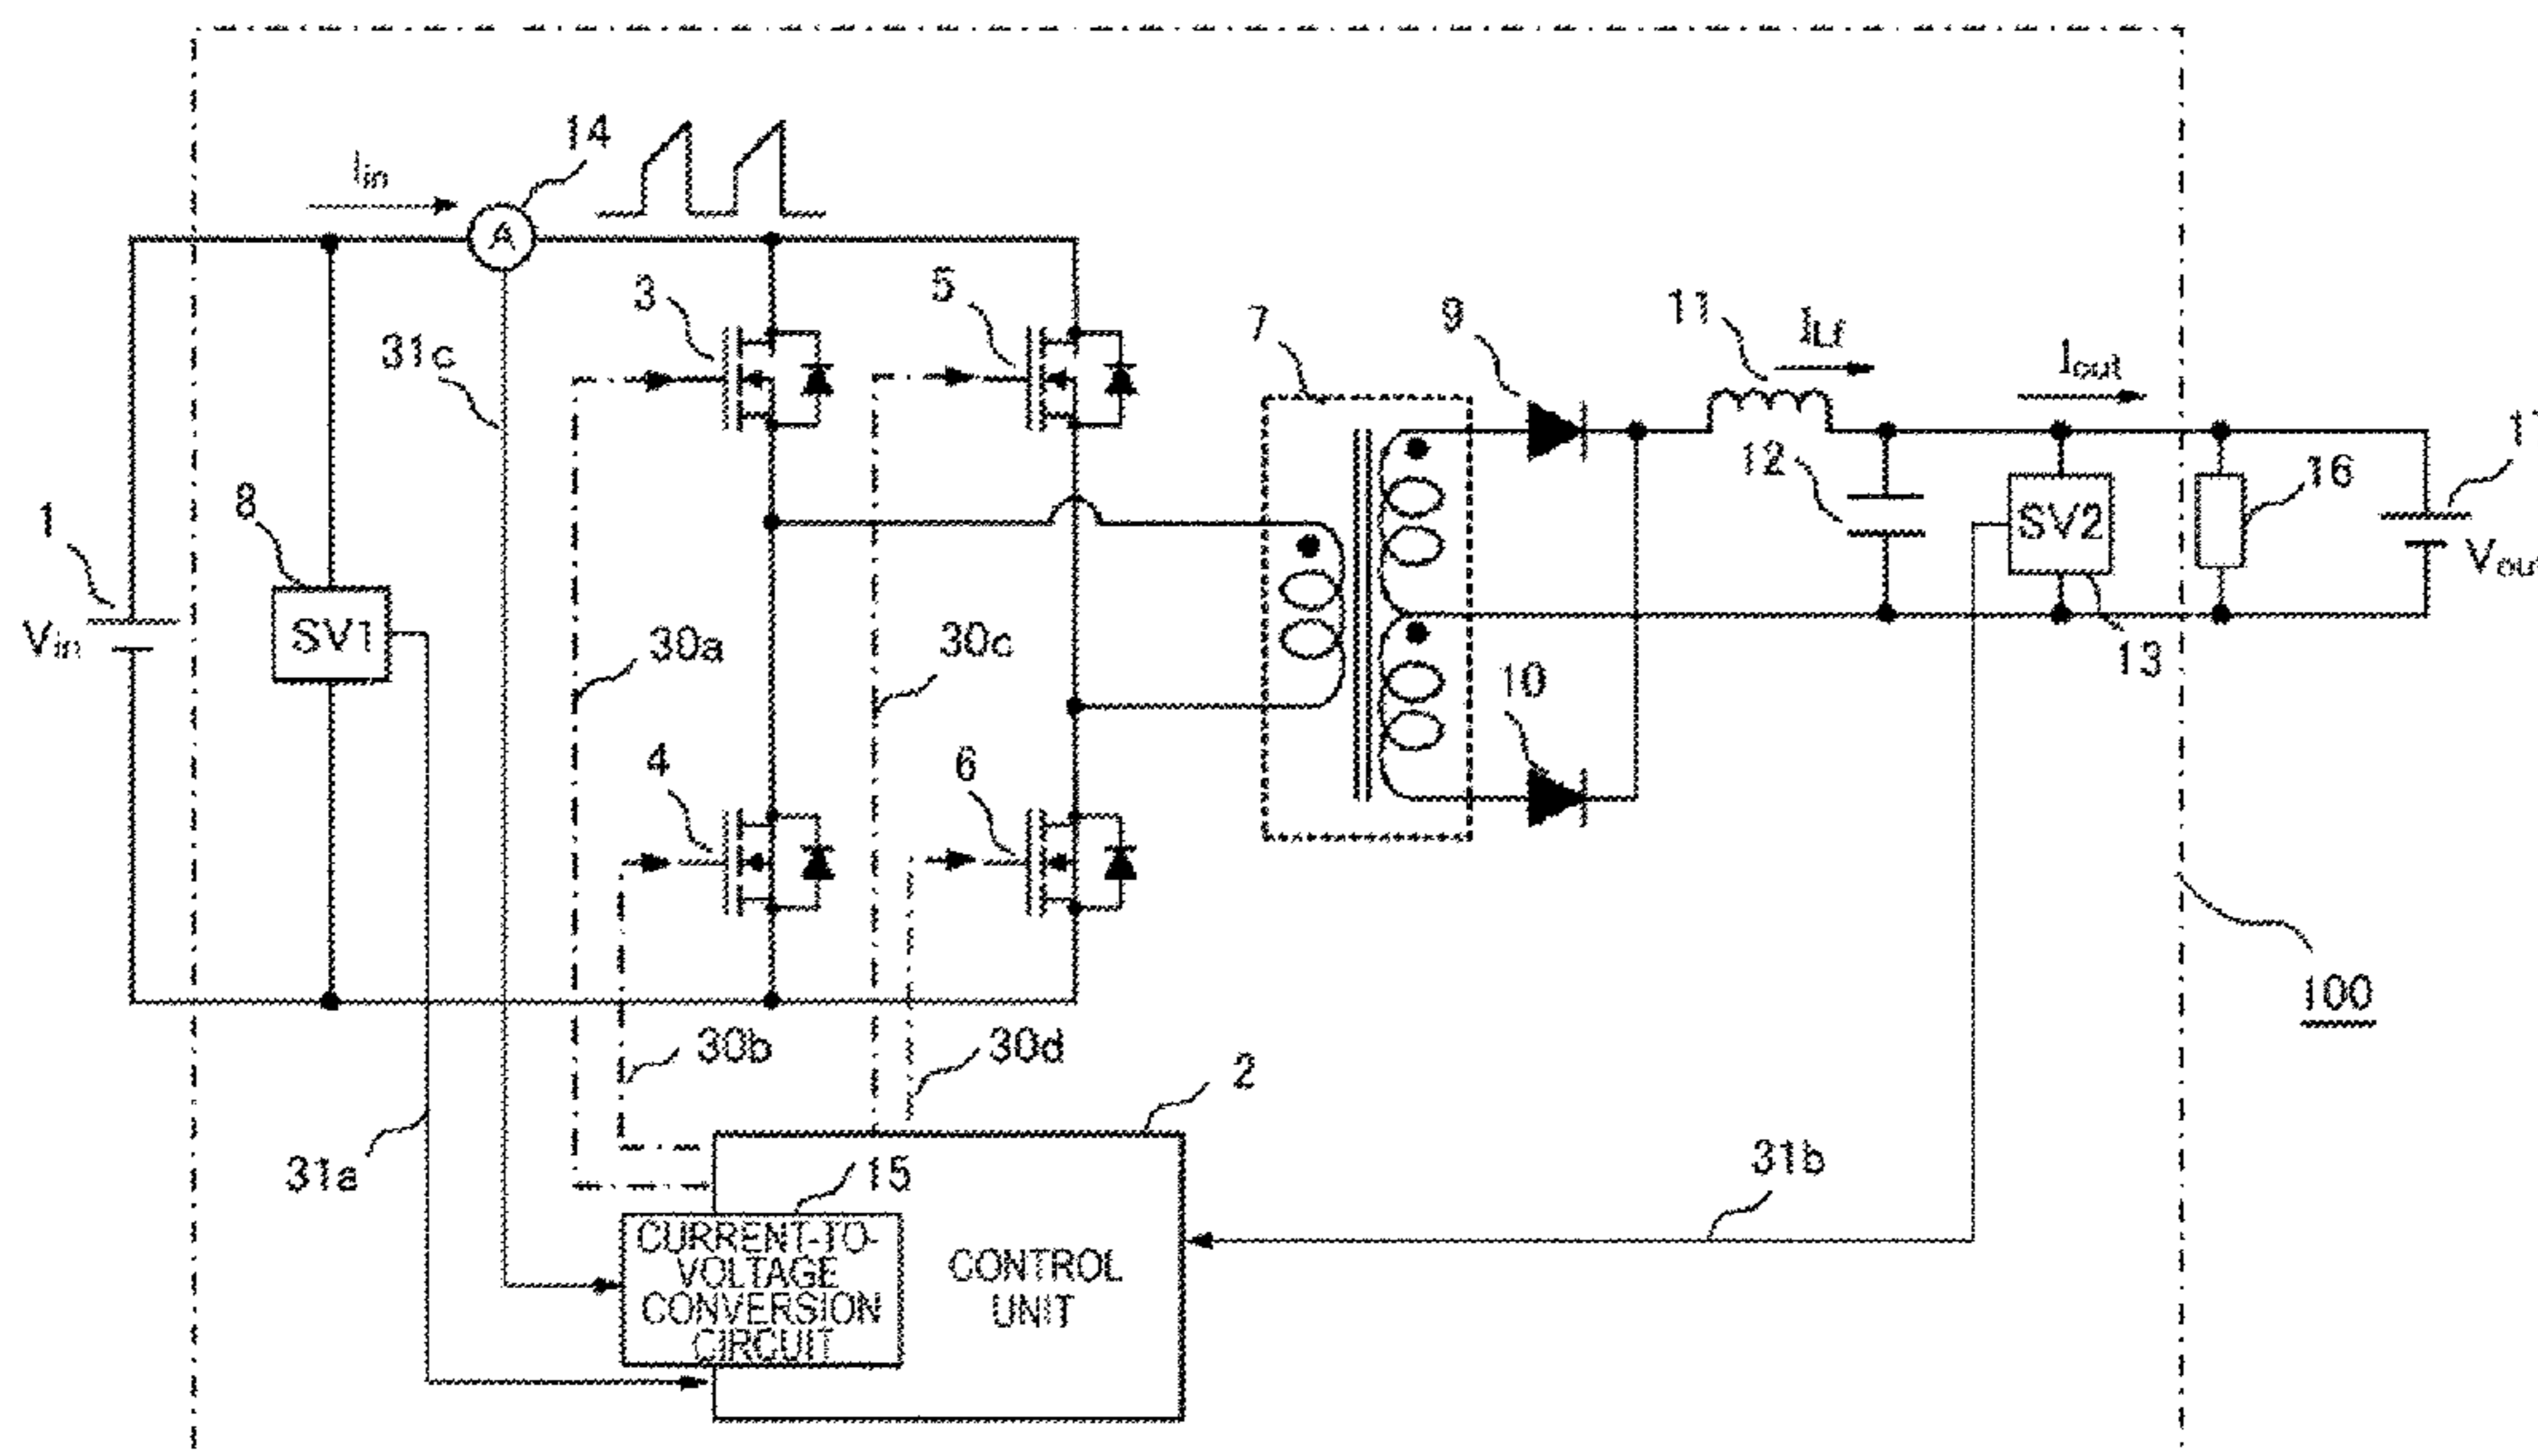 14
Iin
A
3
5
7
9
11
ILf
Iout
31c
8
1
Vin
SV1
12
SV2
16
Vout
13
30a
30c
10
4
6
100
30b
30d
2
31a
15
31b
CURRENT-TO-
VOLTAGE
CONVERSION
CIRCUIT
CONTROL
UNIT